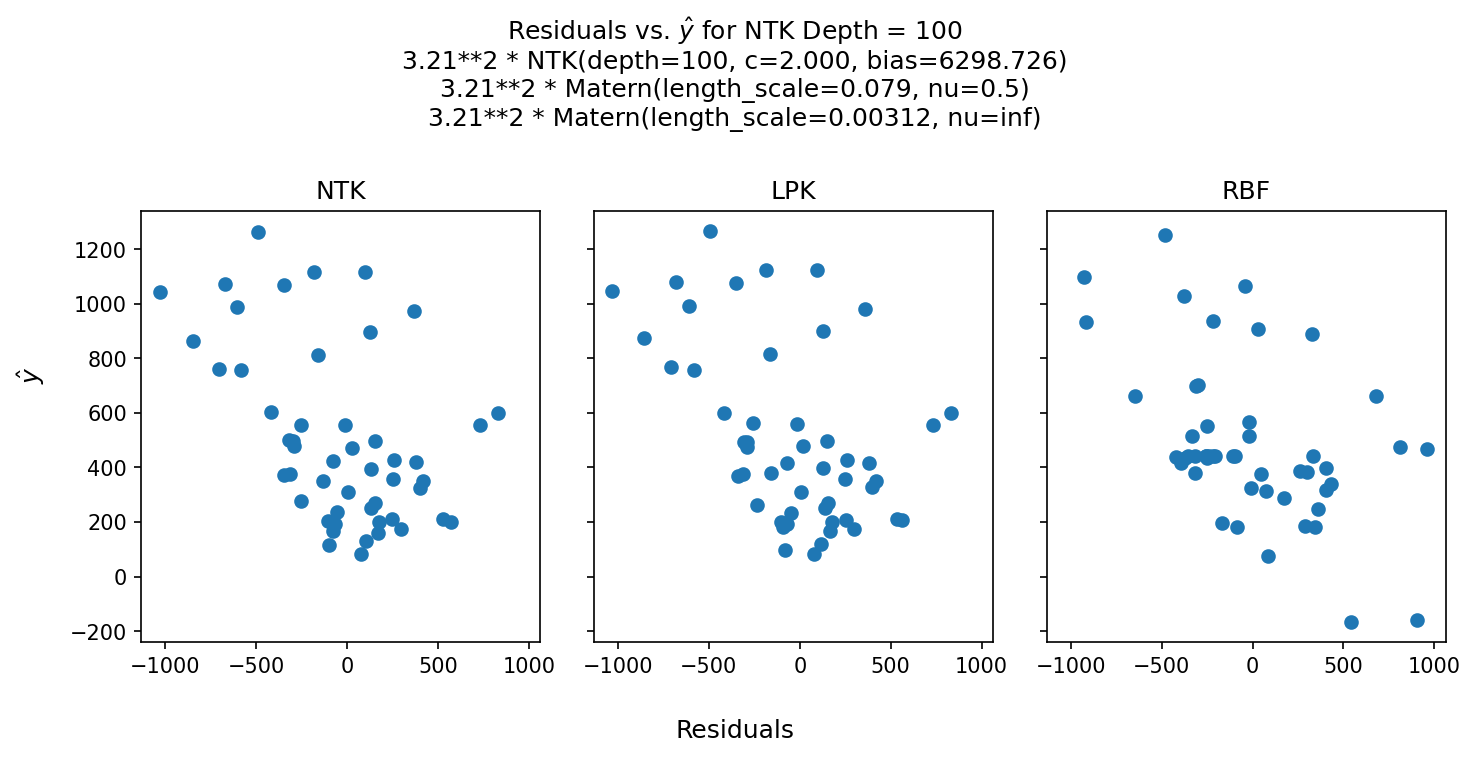 Residuals vs. ŷ for NTK Depth = 100
3.21**2 * NTK(depth=100, c=2.000, bias=6298.726)
3.21**2 * Matern(length_scale=0.079, nu=0.5)
3.21**2 * Matern(length_scale=0.00312, nu=inf)
NTK LPK RBF
1200
1000
800
600
400
200
0
−200
ŷ
−1000 −500 0 500 1000 −1000 −500 0 500 1000 −1000 −500 0 500 1000
Residuals